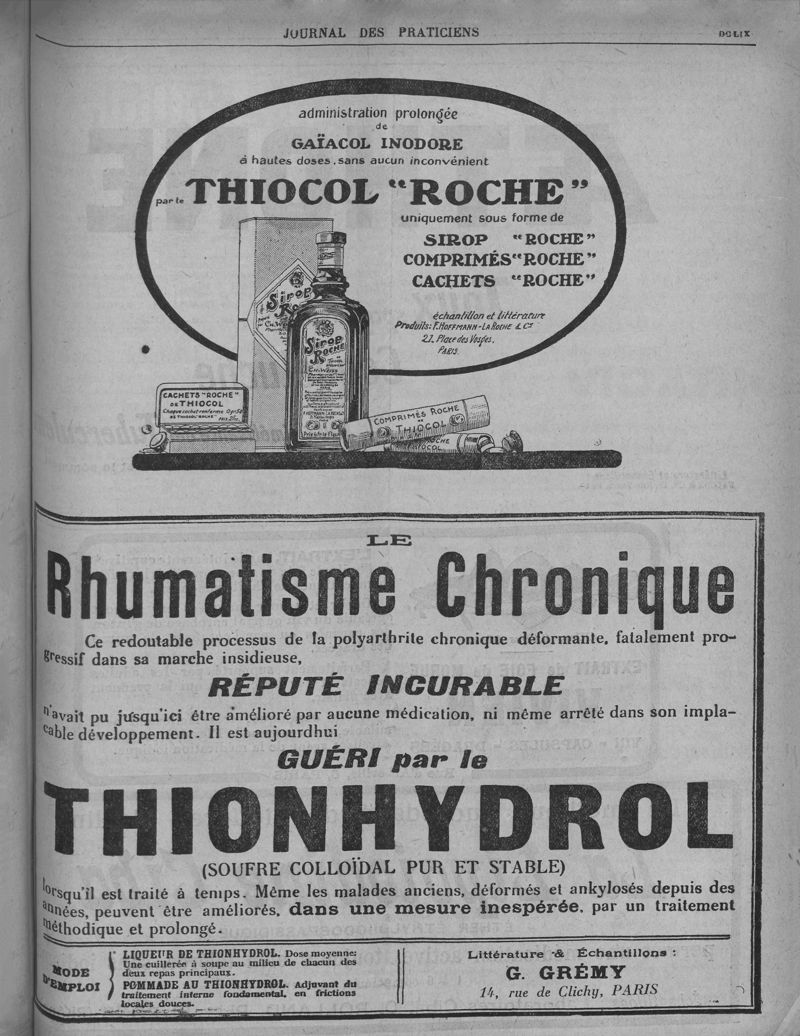 JOURNAL DES PRATICIENS
DCLIX
administration prolongée
de
GAÏACOL INODORE
à hautes doses, sans aucun inconvénient
par le THIOCOL "ROCHE"
uniquement sous forme de
SIROP "ROCHE"
COMPRIMÉS "ROCHE"
CACHETS "ROCHE"
échantillon et littérature
Produits: F. HOFFMANN-LA ROCHE & Cie
21, Place des Vosges.
PARIS.
Sirop
Roche
Sirop
ROCHE
CACHETS "ROCHE"
DE THIOCOL
COMPRIMÉS ROCHE
THIOCOL
ROCHE
THIOCOL
LE
Rhumatisme Chronique
Ce redoutable processus de la polyarthrite chronique déformante, fatalement pro-
gressif dans sa marche insidieuse,
RÉPUTÉ INCURABLE
n'avait pu jusqu'ici être amélioré par aucune médication, ni même arrêté dans son impla-
cable développement. Il est aujourd'hui
GUÉRI par le
THIONHYDROL
(SOUFRE COLLOÏDAL PUR ET STABLE)
lorsqu'il est traité à temps. Même les malades anciens, déformés et ankylosés depuis des
années, peuvent être améliorés, dans une mesure inespérée, par un traitement
méthodique et prolongé.
MODE
D'EMPLOI
LIQUEUR DE THIONHYDROL. Dose moyenne:
Une cuillerée à soupe au milieu de chacun des
deux repas principaux.
POMMADE AU THIONHYDROL. Adjuvant du
traitement interne fondamental, en frictions
locales douces.
Littérature & Échantillons :
G. GRÉMY
14, rue de Clichy, PARIS